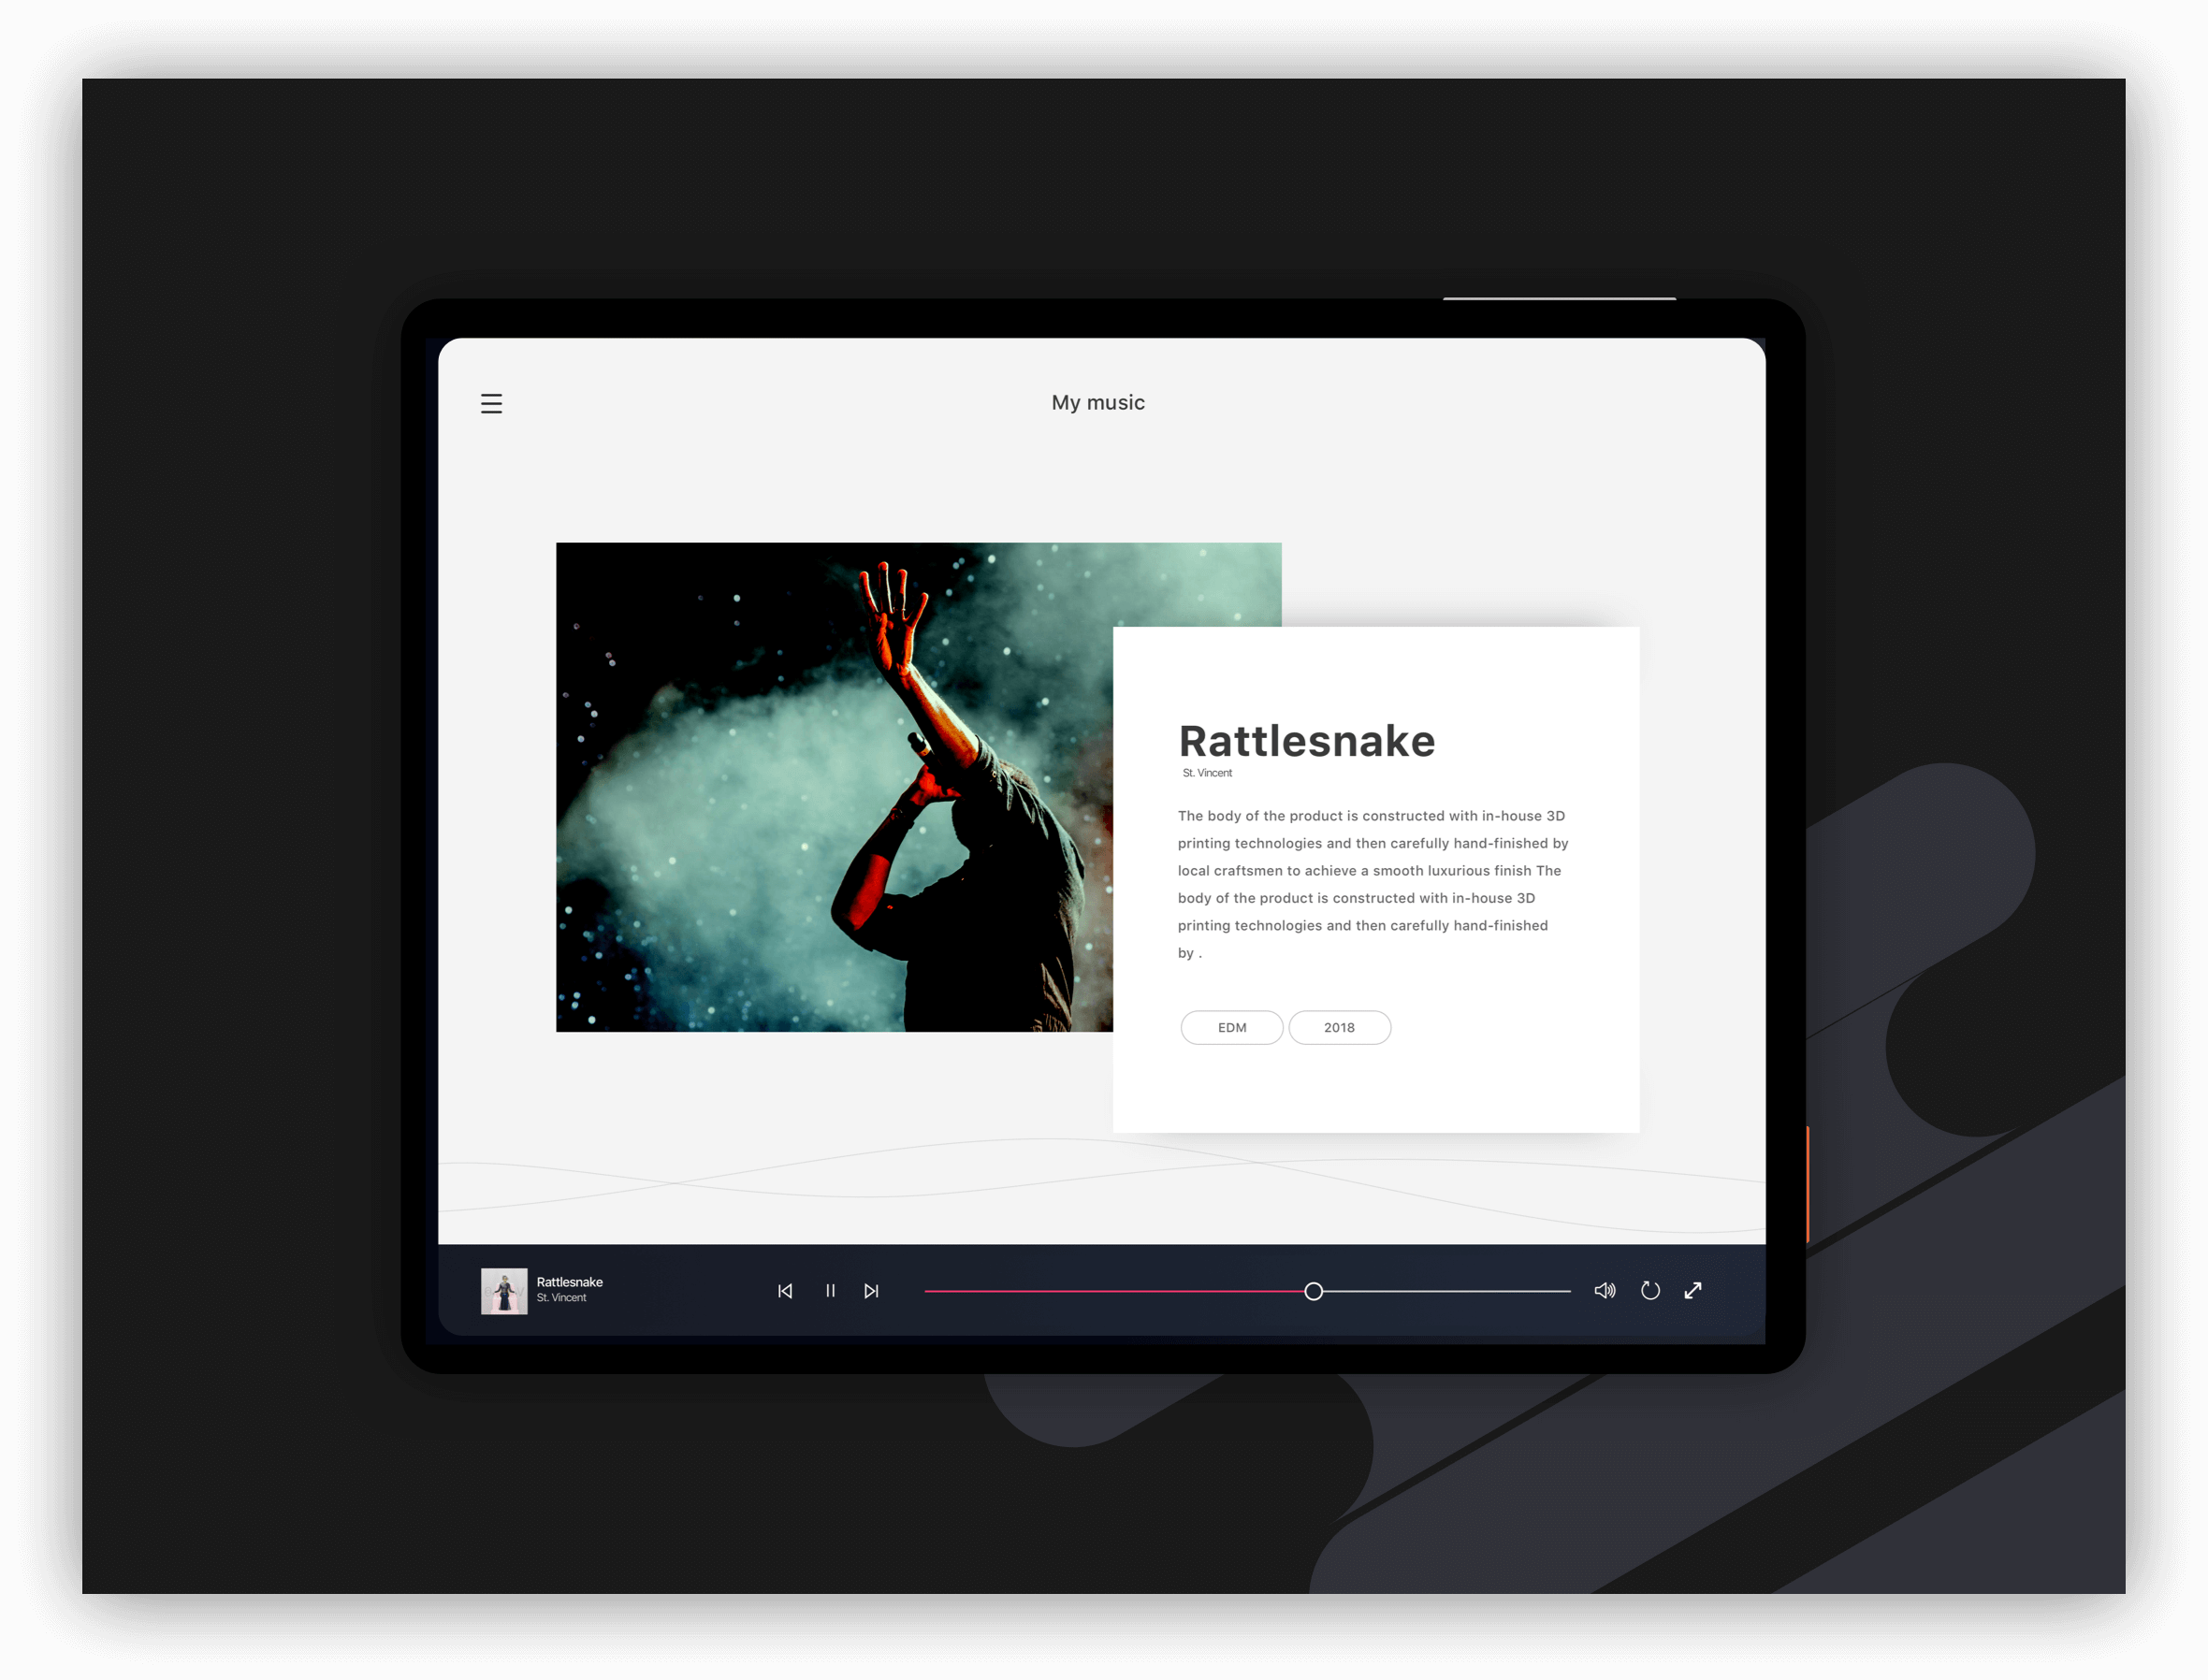 My music
Rattlesnake
St. Vincent
The body of the product is constructed with in-house 3D
printing technologies and then carefully hand-finished by
local craftsmen to achieve a smooth luxurious finish The
body of the product is constructed with in-house 3D
printing technologies and then carefully hand-finished
by .
EDM
2018
Rattlesnake
St. Vincent